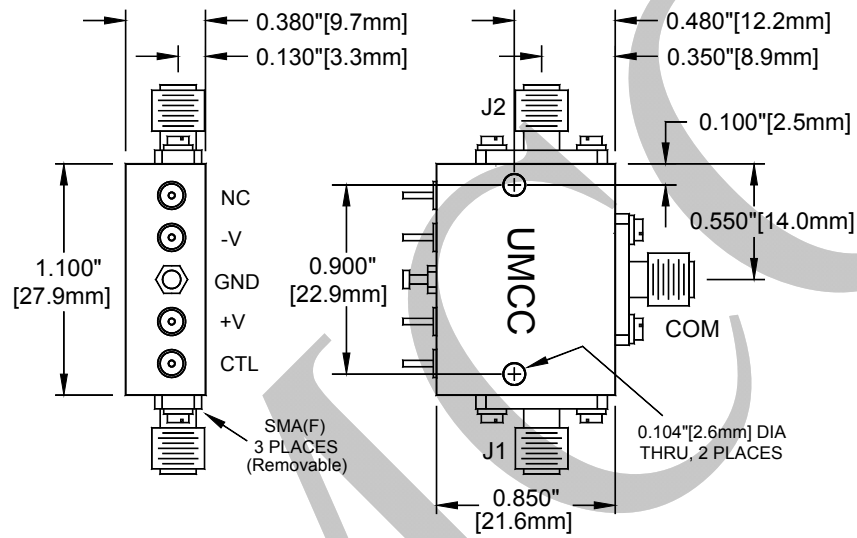 0.380"[9.7mm]
0.130"[3.3mm]
0.480"[12.2mm]
0.350"[8.9mm]
J2
0.100"[2.5mm]
NC
-V
GND
+V
CTL
1.100"
[27.9mm]
0.900"
[22.9mm]
UMCC
0.550"[14.0mm]
COM
SMA(F)
3 PLACES
(Removable)
J1
0.104"[2.6mm] DIA
THRU, 2 PLACES
0.850"
[21.6mm]